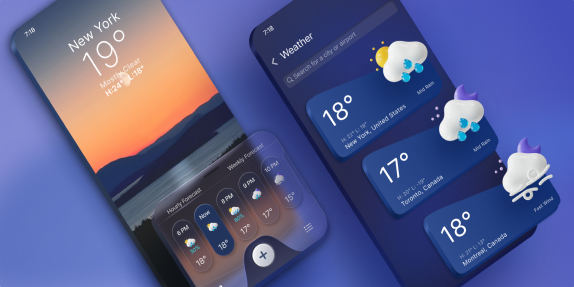 7:18
New York
19°
Mostly Clear
H:24° L:18°
Hourly Forecast
Weekly Forecast
6 PM
Now
8 PM
9 PM
10 PM
30%
18°
18°
17°
17°
15°
7:18
Weather
Search for a city or airport
18°
New York, United States
Mid Rain
17°
Toronto, Canada
Mid Rain
18°
Montreal, Canada
Fast Wind